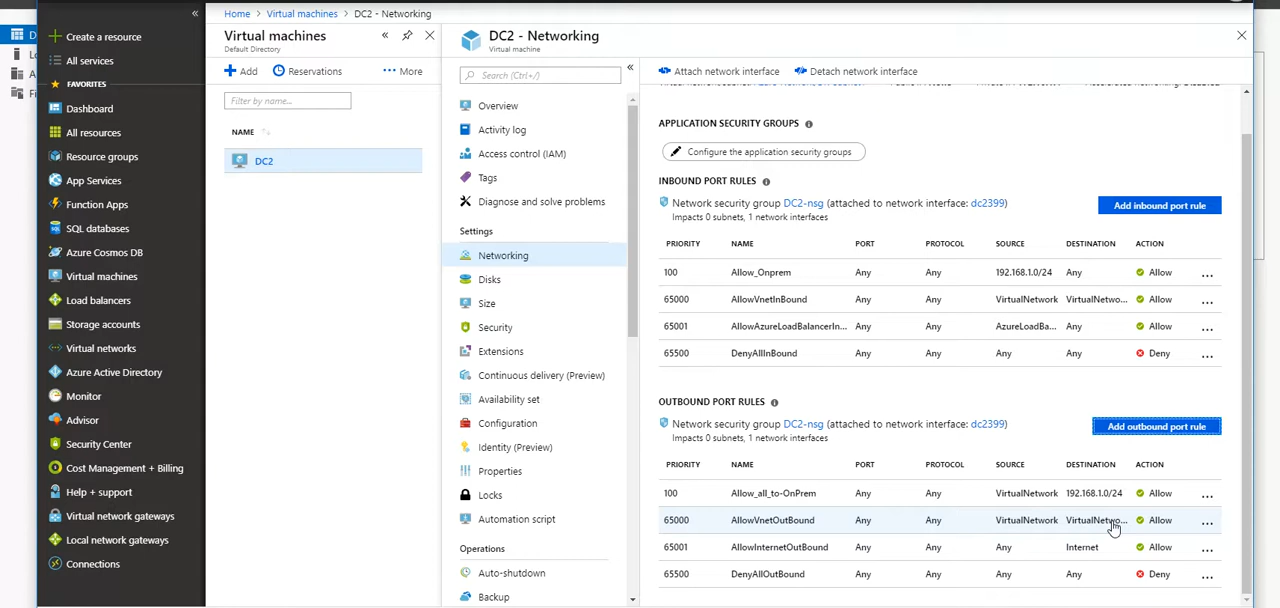 Home Virtual machines DC2 - Networking
Create a resource
All services
FAVORITES
Dashboard
All resources
Resource groups
App Services
Function Apps
SQL databases
Azure Cosmos DB
Virtual machines
Load balancers
Storage accounts
Virtual networks
Azure Active Directory
Monitor
Advisor
Security Center
Cost Management + Billing
Help + support
Virtual network gateways
Local network gateways
Connections
Virtual machines
Default Directory
Add Reservations More
Filter by name...
NAME
DC2
DC2 - Networking
Virtual machine
Search (Ctrl+/)
Overview
Activity log
Access control (IAM)
Tags
Diagnose and solve problems
Settings
Networking
Disks
Size
Security
Extensions
Continuous delivery (Preview)
Availability set
Configuration
Identity (Preview)
Properties
Locks
Automation script
Operations
Auto-shutdown
Backup
Attach network interface Detach network interface
APPLICATION SECURITY GROUPS
Configure the application security groups
INBOUND PORT RULES
Network security group DC2-nsg (attached to network interface: dc2399)
Impacts 0 subnets, 1 network interfaces
Add inbound port rule
PRIORITY NAME PORT PROTOCOL SOURCE DESTINATION ACTION
100 Allow_Onprem Any Any 192.168.1.0/24 Any Allow ...
65000 AllowVnetInBound Any Any VirtualNetwork VirtualNetwo... Allow ...
65001 AllowAzureLoadBalancerIn... Any Any AzureLoadBa... Any Allow ...
65500 DenyAllInBound Any Any Any Any Deny ...
OUTBOUND PORT RULES
Network security group DC2-nsg (attached to network interface: dc2399)
Impacts 0 subnets, 1 network interfaces
Add outbound port rule
PRIORITY NAME PORT PROTOCOL SOURCE DESTINATION ACTION
100 Allow_all_to-OnPrem Any Any VirtualNetwork 192.168.1.0/24 Allow ...
65000 AllowVnetOutBound Any Any VirtualNetwork VirtualNetwo... Allow ...
65001 AllowInternetOutBound Any Any Any Internet Allow ...
65500 DenyAllOutBound Any Any Any Any Deny ...